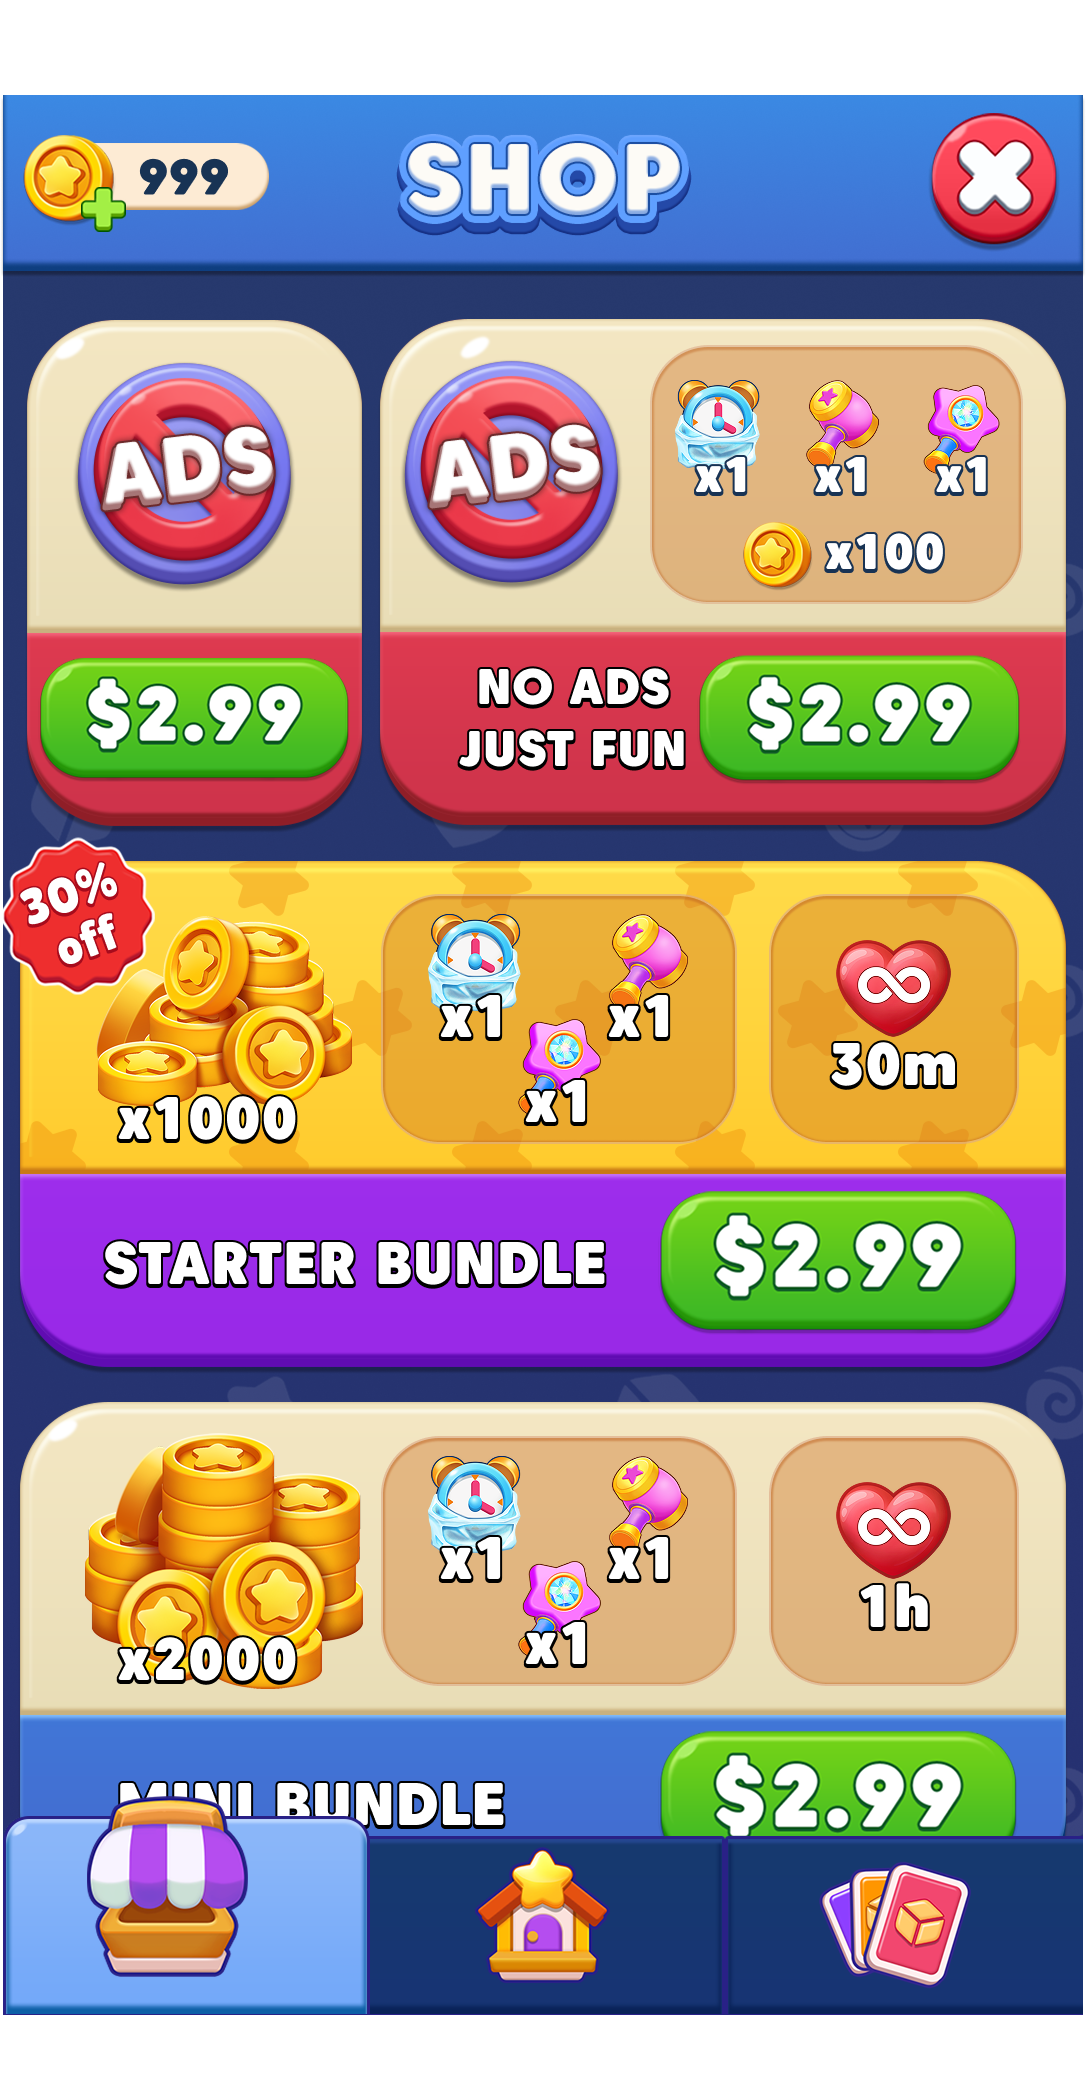 999
SHOP
ADS
$2.99
ADS
x1 x1 x1
x100
NO ADS
JUST FUN
$2.99
30%
off
x1000
x1 x1
x1
30m
STARTER BUNDLE
$2.99
x2000
x1 x1
x1
1h
MINI BUNDLE
$2.99